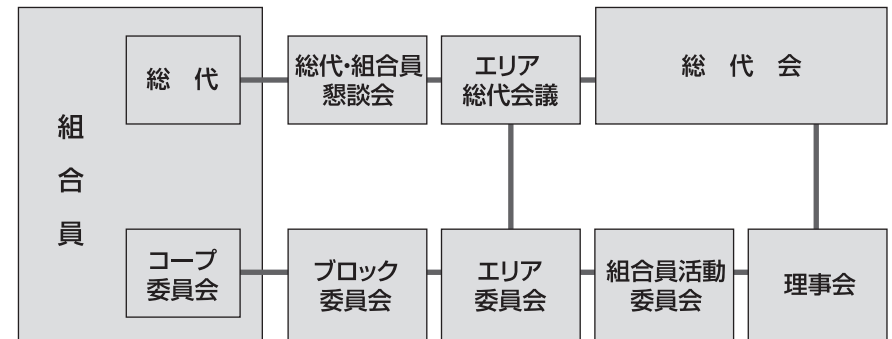 組合員
総 代
総代・組合員
懇談会
エリア
総代会議
総 代 会
コープ
委員会
ブロック
委員会
エリア
委員会
組合員活動
委員会
理事会